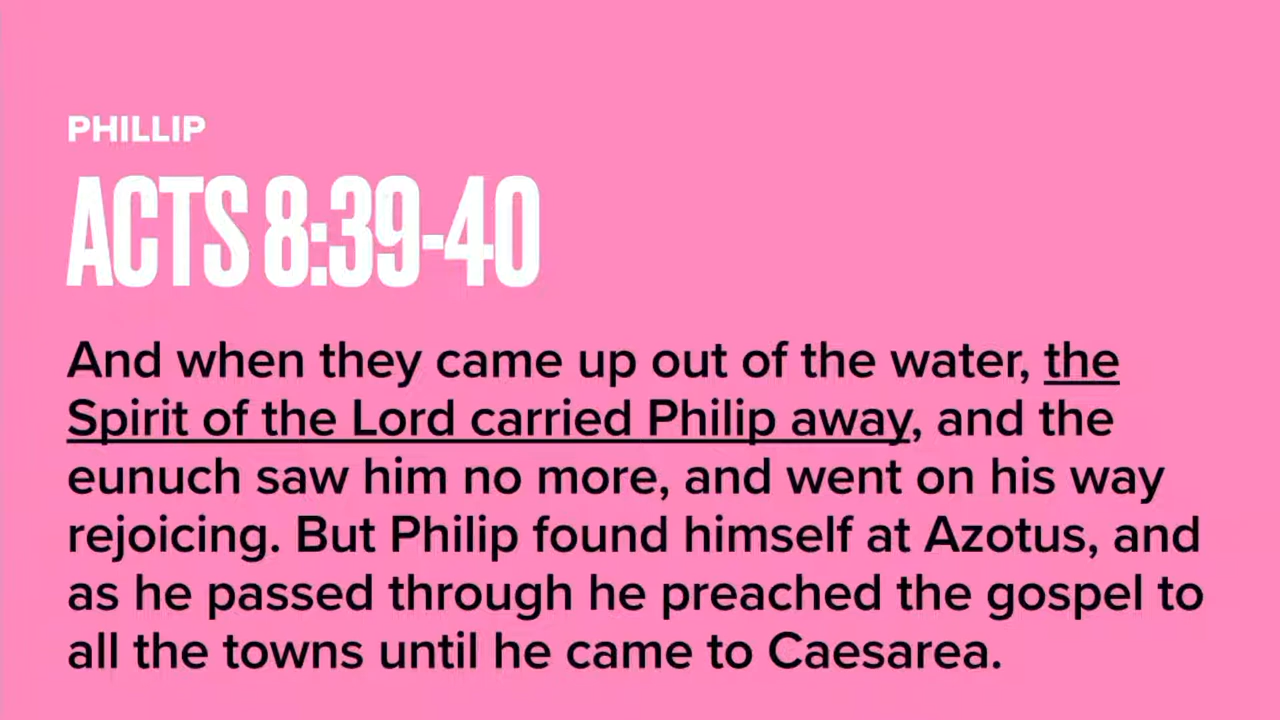 PHILLIP
ACTS 8:39-40
And when they came up out of the water, the
Spirit of the Lord carried Philip away, and the
eunuch saw him no more, and went on his way
rejoicing. But Philip found himself at Azotus, and
as he passed through he preached the gospel to
all the towns until he came to Caesarea.